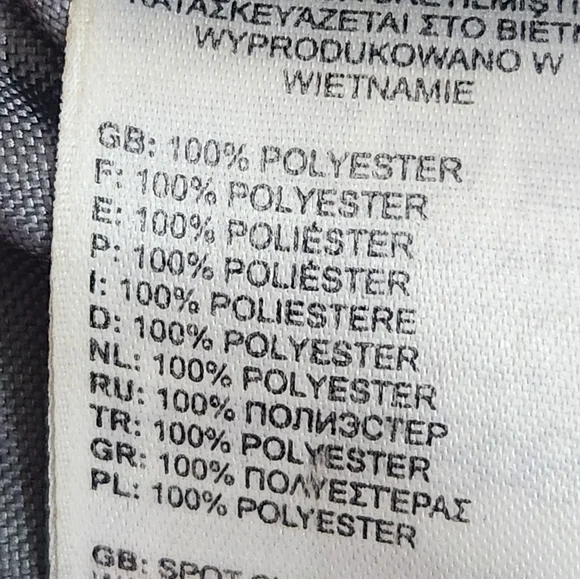 ΚΑΤΑΣΚΕΥΑΖΕΤΑΙ ΣΤΟ
WYPRODUKOWANO W
WIETNAMIE
GB: 100% POLYESTER
F: 100% POLYESTER
E: 100% POLIÉSTER
P: 100% POLIÉSTER
I: 100% POLIESTERE
D: 100% POLYESTER
NL: 100% POLYESTER
RU: 100% ПОЛИЭСТЕР
TR: 100% POLYESTER
GR: 100% ΠΟΛΥΕΣΤΕΡΑΣ
PL: 100% POLYESTER
GB: SPOT